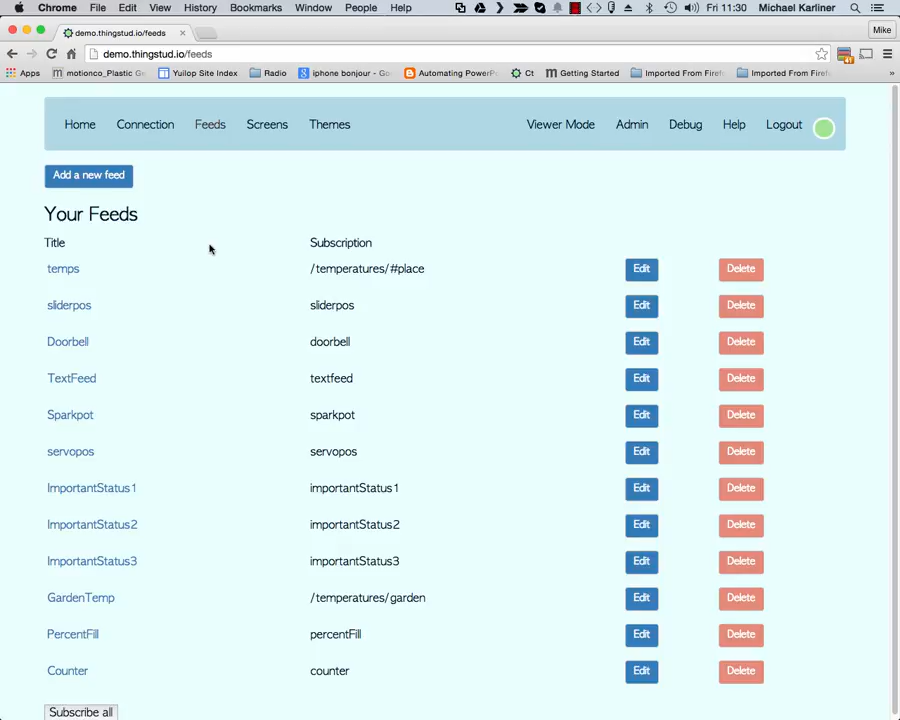 Chrome File Edit View History Bookmarks Window People Help Fri 11:30 Michael Karliner
demo.thingstud.io/feeds Mike
demo.thingstud.io/feeds
Apps motionco_Plastic Ge Yuilop Site Index Radio iphone bonjour - Go Automating PowerP Ct Getting Started Imported From Firef Imported From Firef »
Home Connection Feeds Screens Themes Viewer Mode Admin Debug Help Logout
Add a new feed
Your Feeds
Title Subscription
temps /temperatures/#place Edit Delete
sliderpos sliderpos Edit Delete
Doorbell doorbell Edit Delete
TextFeed textfeed Edit Delete
Sparkpot sparkpot Edit Delete
servopos servopos Edit Delete
ImportantStatus1 importantStatus1 Edit Delete
ImportantStatus2 importantStatus2 Edit Delete
ImportantStatus3 importantStatus3 Edit Delete
GardenTemp /temperatures/garden Edit Delete
PercentFill percentFill Edit Delete
Counter counter Edit Delete
Subscribe all